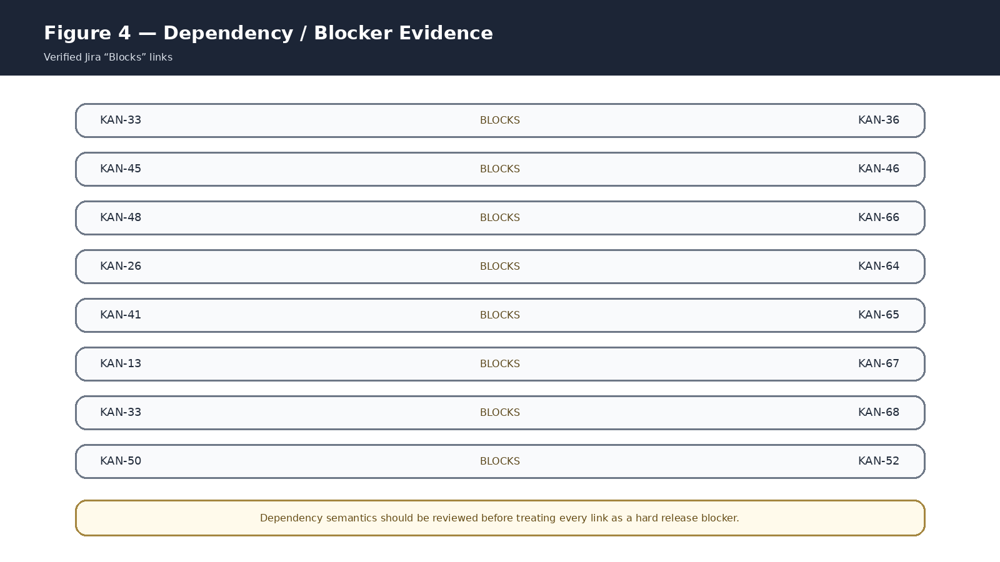 Figure 4 — Dependency / Blocker Evidence
Verified Jira “Blocks” links
KAN-33 BLOCKS KAN-36
KAN-45 BLOCKS KAN-46
KAN-48 BLOCKS KAN-66
KAN-26 BLOCKS KAN-64
KAN-41 BLOCKS KAN-65
KAN-13 BLOCKS KAN-67
KAN-33 BLOCKS KAN-68
KAN-50 BLOCKS KAN-52
Dependency semantics should be reviewed before treating every link as a hard release blocker.